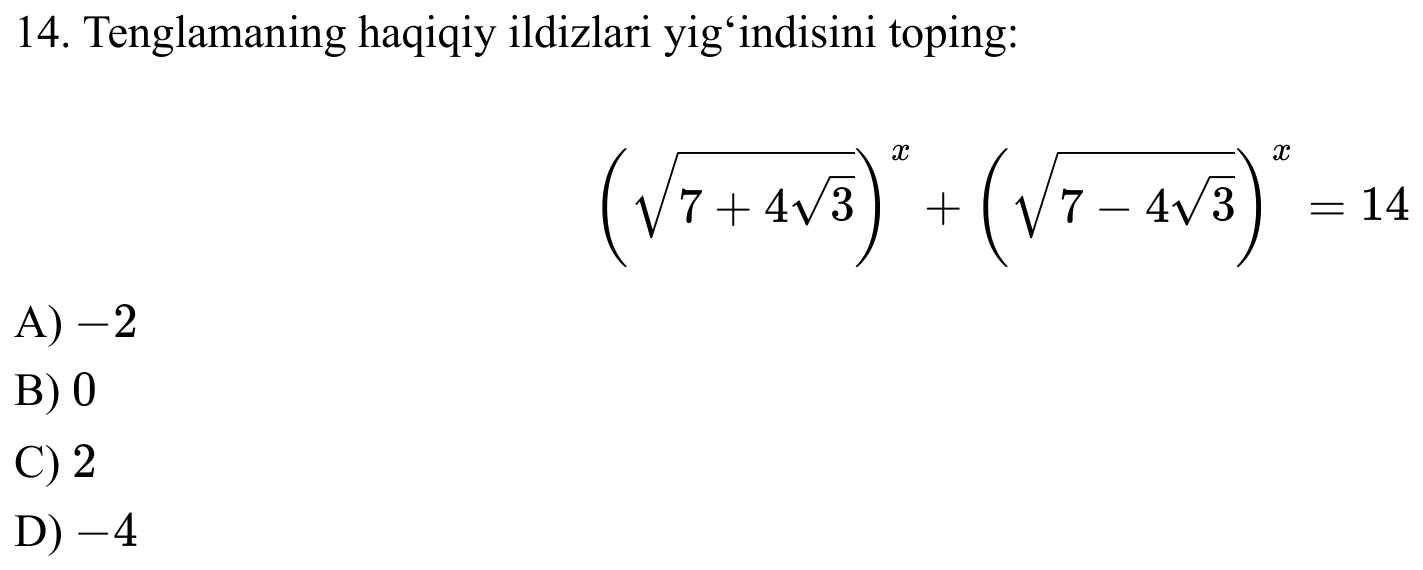 14. Tenglamaning haqiqiy ildizlari yig‘indisini toping:
(√(7 + 4√3))^x + (√(7 − 4√3))^x = 14
A) −2
B) 0
C) 2
D) −4